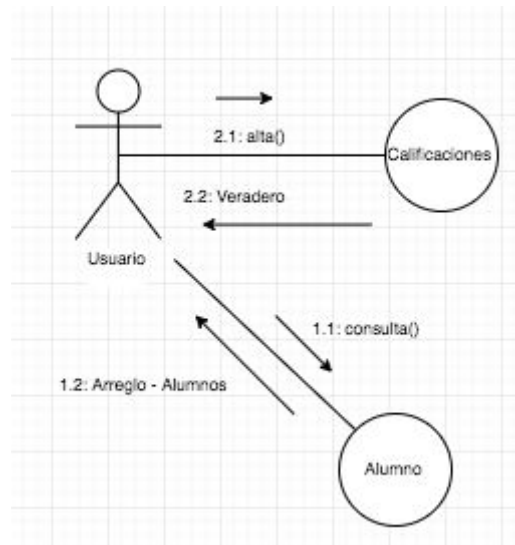 2.1: alta()
Calificaciones
2.2: Veradero
Usuario
1.1: consulta()
1.2: Arreglo - Alumnos
Alumno